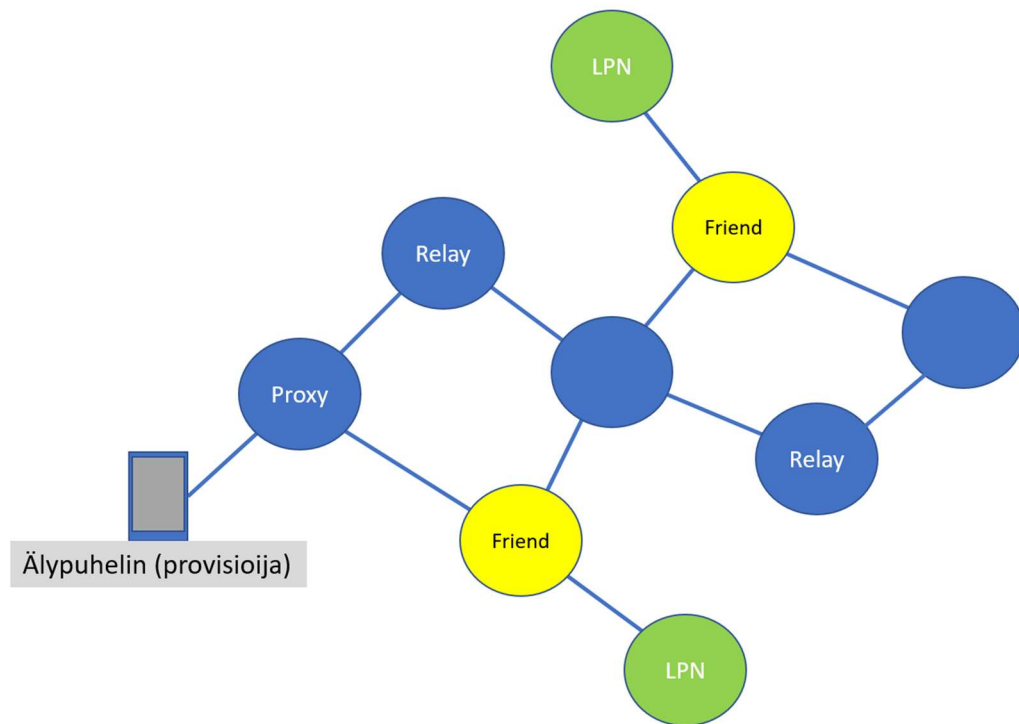 LPN
Friend
Relay
Proxy
Relay
Friend
Älypuhelin (provisioija)
LPN